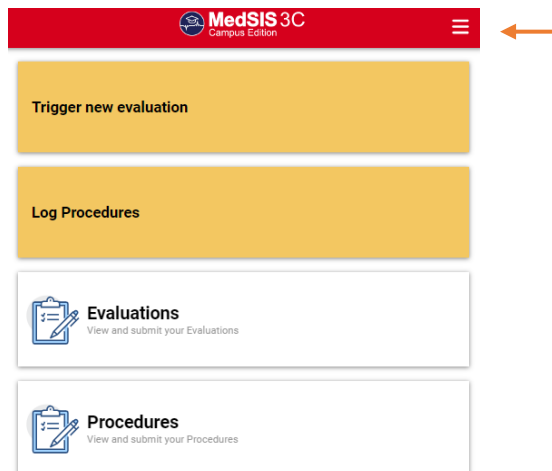 MedSIS 3C
Campus Edition
Trigger new evaluation
Log Procedures
Evaluations
View and submit your Evaluations
Procedures
View and submit your Procedures